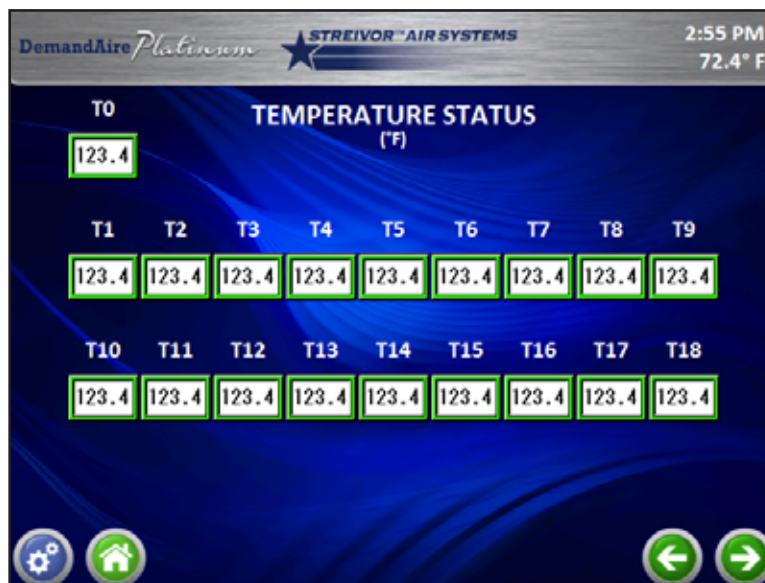 DemandAire Platinum
STREIVOR™ AIR SYSTEMS
2:55 PM
72.4° F
T0
TEMPERATURE STATUS
(°F)
123.4
T1 T2 T3 T4 T5 T6 T7 T8 T9
123.4 123.4 123.4 123.4 123.4 123.4 123.4 123.4 123.4
T10 T11 T12 T13 T14 T15 T16 T17 T18
123.4 123.4 123.4 123.4 123.4 123.4 123.4 123.4 123.4